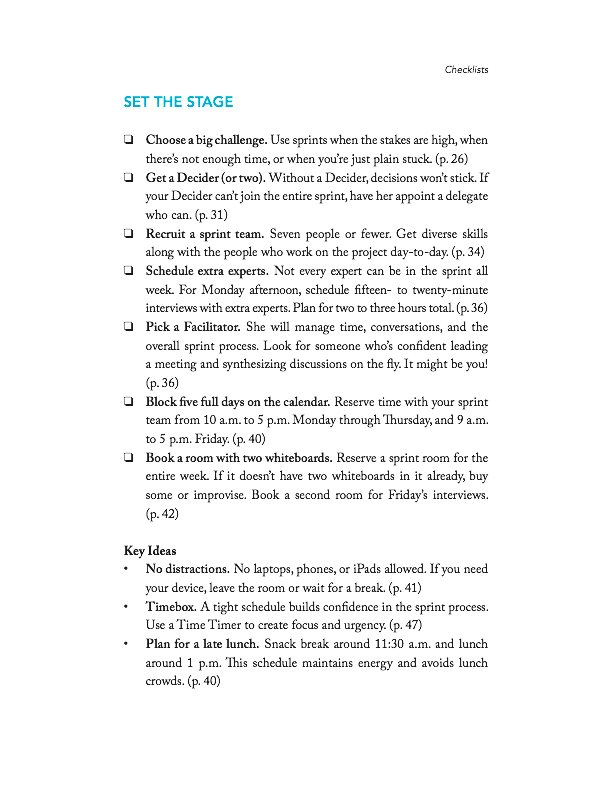 Checklists
SET THE STAGE
❏ Choose a big challenge. Use sprints when the stakes are high, when
there’s not enough time, or when you’re just plain stuck. (p. 26)
❏ Get a Decider (or two). Without a Decider, decisions won’t stick. If
your Decider can’t join the entire sprint, have her appoint a delegate
who can. (p. 31)
❏ Recruit a sprint team. Seven people or fewer. Get diverse skills
along with the people who work on the project day-to-day. (p. 34)
❏ Schedule extra experts. Not every expert can be in the sprint all
week. For Monday afternoon, schedule fifteen- to twenty-minute
interviews with extra experts. Plan for two to three hours total. (p. 36)
❏ Pick a Facilitator. She will manage time, conversations, and the
overall sprint process. Look for someone who’s confident leading
a meeting and synthesizing discussions on the fly. It might be you!
(p. 36)
❏ Block five full days on the calendar. Reserve time with your sprint
team from 10 a.m. to 5 p.m. Monday through Thursday, and 9 a.m.
to 5 p.m. Friday. (p. 40)
❏ Book a room with two whiteboards. Reserve a sprint room for the
entire week. If it doesn’t have two whiteboards in it already, buy
some or improvise. Book a second room for Friday’s interviews.
(p. 42)
Key Ideas
• No distractions. No laptops, phones, or iPads allowed. If you need
your device, leave the room or wait for a break. (p. 41)
• Timebox. A tight schedule builds confidence in the sprint process.
Use a Time Timer to create focus and urgency. (p. 47)
• Plan for a late lunch. Snack break around 11:30 a.m. and lunch
around 1 p.m. This schedule maintains energy and avoids lunch
crowds. (p. 40)